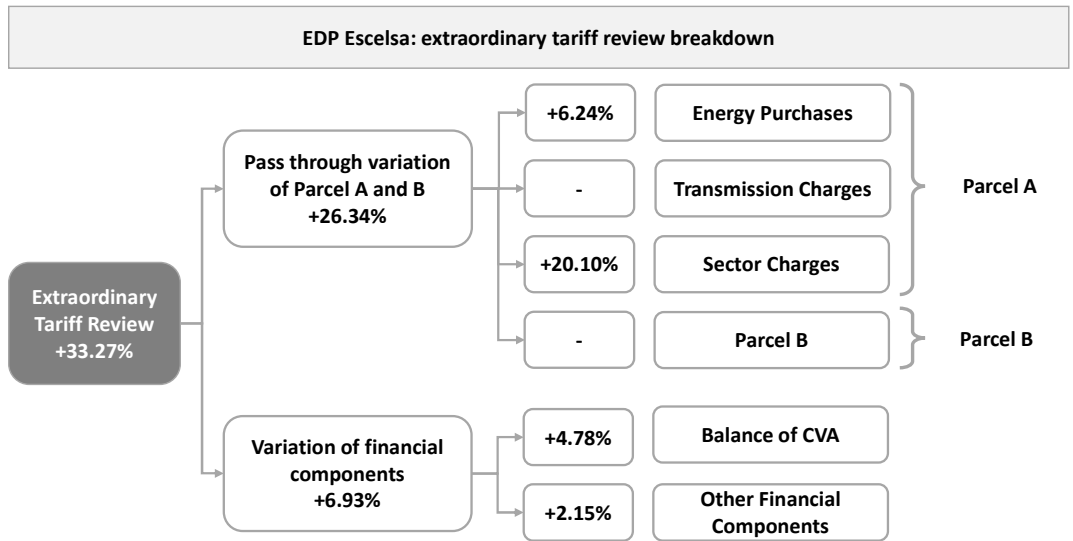 EDP Escelsa: extraordinary tariff review breakdown
Extraordinary
Tariff Review
+33.27%
Pass through variation
of Parcel A and B
+26.34%
+6.24%
Energy Purchases
-
Transmission Charges
+20.10%
Sector Charges
Parcel A
-
Parcel B
Parcel B
Variation of financial
components
+6.93%
+4.78%
Balance of CVA
+2.15%
Other Financial
Components